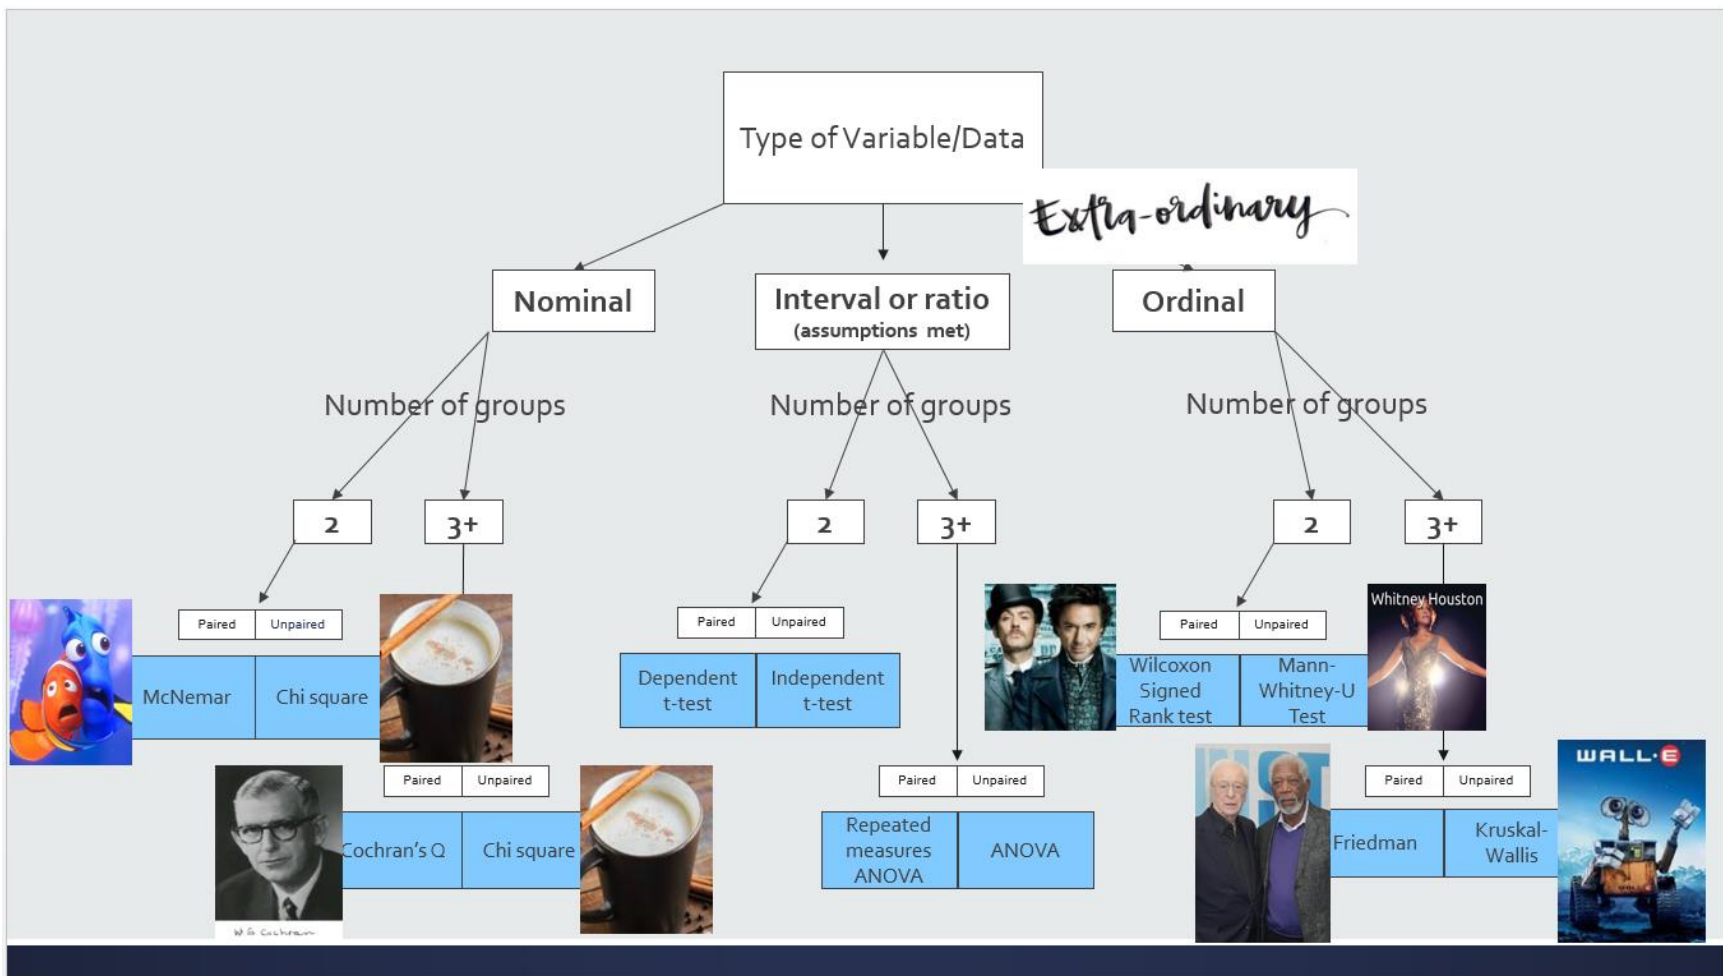 Type of Variable/Data
Extra-ordinary
Nominal
Interval or ratio
(assumptions met)
Ordinal
Number of groups
Number of groups
Number of groups
2
3+
2
3+
2
3+
Paired
Unpaired
McNemar
Chi square
Paired
Unpaired
Dependent
t-test
Independent
t-test
Paired
Unpaired
Wilcoxon
Signed
Rank test
Mann-
Whitney-U
Test
Whitney Houston
Paired
Unpaired
Cochran's Q
Chi square
W G Cochran
Paired
Unpaired
Repeated
measures
ANOVA
ANOVA
Paired
Unpaired
Friedman
Kruskal-
Wallis
WALL·E